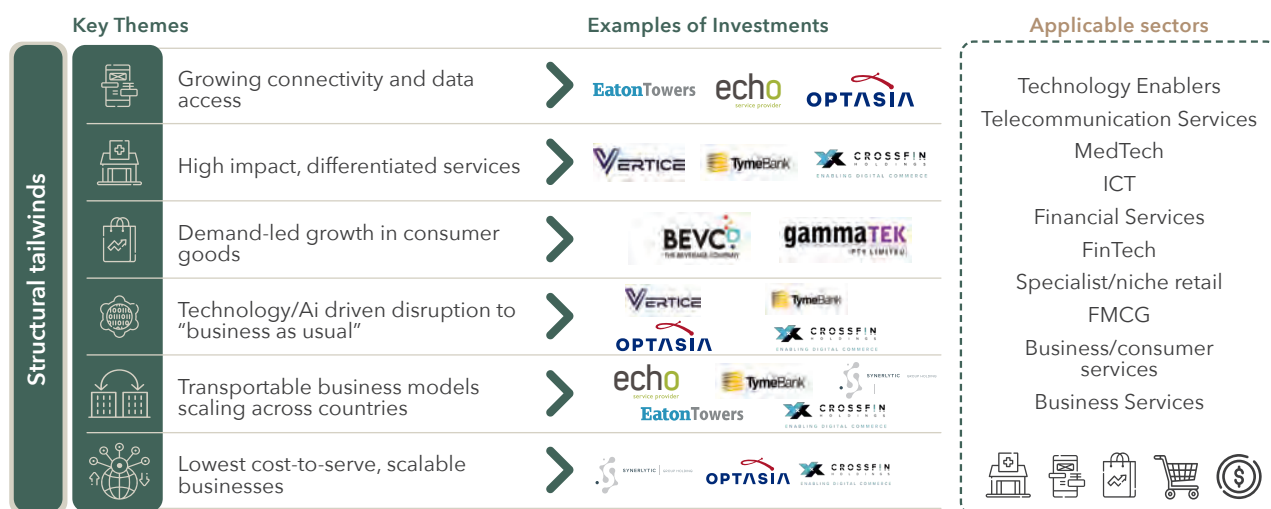 Key Themes
Examples of Investments
Applicable sectors
Structural tailwinds
Growing connectivity and data
access
EatonTowers
echo
service provider
OPTASIA
High impact, differentiated services
VERTICE
TymeBank
CROSSFIN
HOLDINGS
ENABLING DIGITAL COMMERCE
Demand-led growth in consumer
goods
BEVCO
THE BEVERAGE COMPANY
gammaTEK
PTY LIMITED
Technology/Ai driven disruption to
“business as usual”
VERTICE
TymeBank
OPTASIA
CROSSFIN
HOLDINGS
ENABLING DIGITAL COMMERCE
Transportable business models
scaling across countries
echo
service provider
TymeBank
SYNERLYTIC
EatonTowers
CROSSFIN
HOLDINGS
ENABLING DIGITAL COMMERCE
Lowest cost-to-serve, scalable
businesses
SYNERLYTIC | GROUP HOLDINGS
OPTASIA
CROSSFIN
HOLDINGS
ENABLING DIGITAL COMMERCE
Technology Enablers
Telecommunication Services
MedTech
ICT
Financial Services
FinTech
Specialist/niche retail
FMCG
Business/consumer
services
Business Services